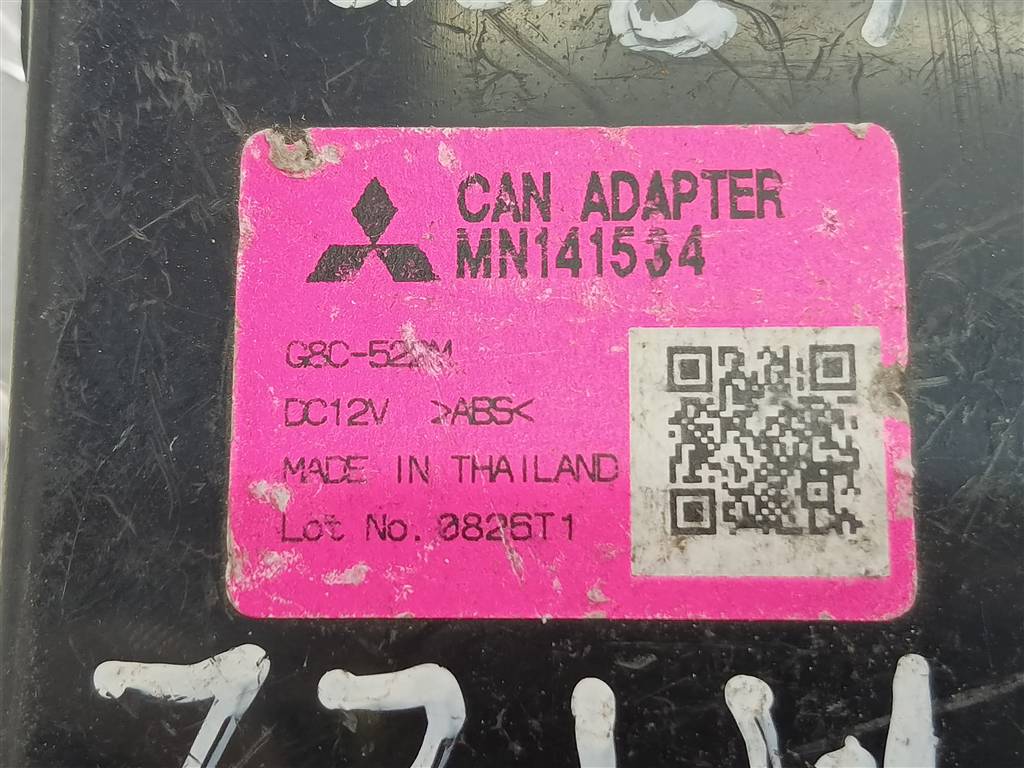 CAN ADAPTER
MN141534
DC12V >ABS<
MADE IN THAILAND
Lot No. 0826T1